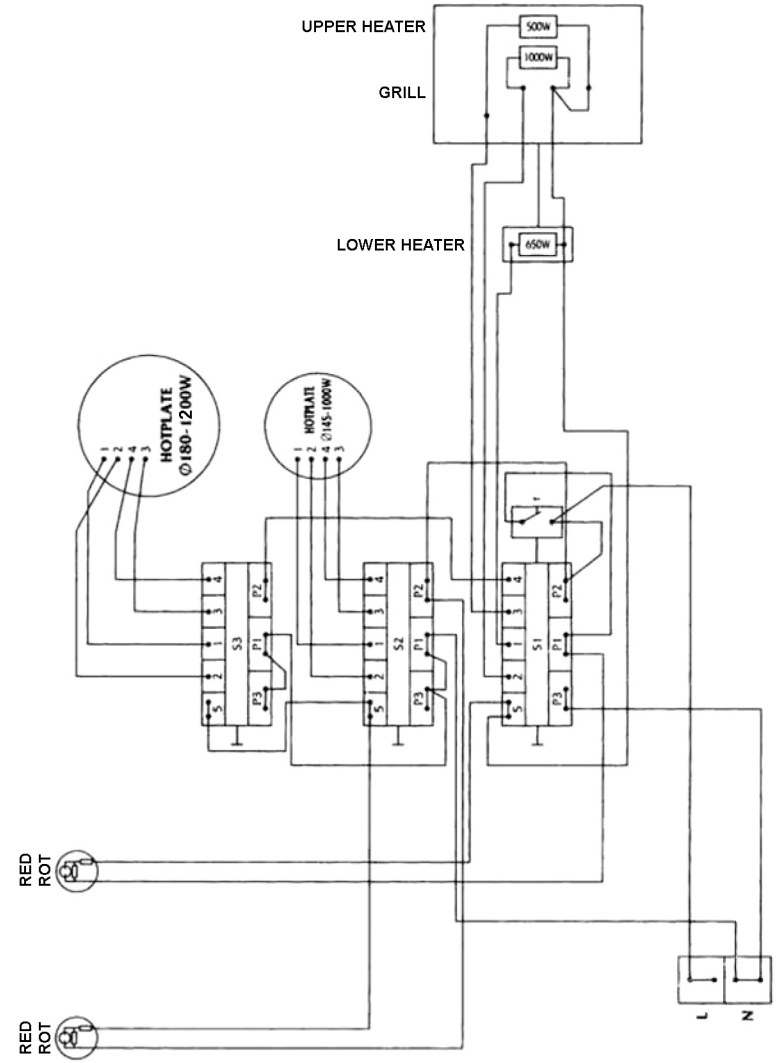 UPPER HEATER
500W
1000W
GRILL
LOWER HEATER
650W
HOTPLATE
Ø180-1200W
1
2
4
3
HOTPLATE
Ø145-1000W
1
2
4
3
4
3
1
2
5
S3
P2
P1
P3
4
3
1
2
5
S2
P2
P1
P3
4
3
1
2
5
S1
P2
P1
P3
RED
ROT
RED
ROT
L
N